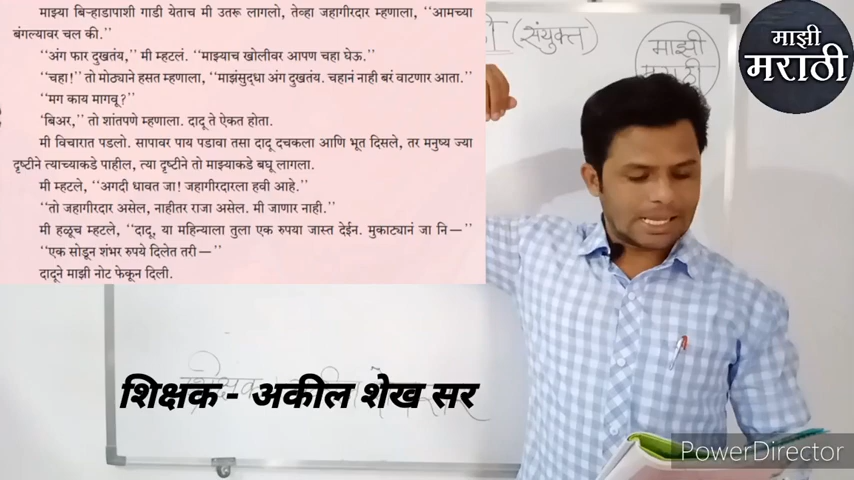 माझ्या बिऱ्हाडापाशी गाडी येताच मी उतरू लागलो, तेव्हा जहागीरदार म्हणाला, ‘‘आमच्या
बंगल्यावर चल की.’’
‘‘अंग फार दुखतंय,’’ मी म्हटलं. ‘‘माझ्याच खोलीवर आपण चहा घेऊ.’’
‘‘चहा!’’ तो मोठ्याने हसत म्हणाला, ‘‘माझंसुद्धा अंग दुखतंय. चहानं नाही बरं वाटणार आता.’’
‘‘मग काय मागवू?’’
‘बिअर,’’ तो शांतपणे म्हणाला. दादू ते ऐकत होता.
मी विचारात पडलो. सापावर पाय पडावा तसा दादू दचकला आणि भूत दिसले, तर मनुष्य ज्या
दृष्टीने त्याच्याकडे पाहील, त्या दृष्टीने तो माझ्याकडे बघू लागला.
मी म्हटले, ‘‘अगदी धावत जा! जहागीरदारला हवी आहे.’’
‘‘तो जहागीरदार असेल, नाहीतर राजा असेल. मी जाणार नाही.’’
मी हळूच म्हटले, ‘‘दादू, या महिन्याला तुला एक रुपया जास्त देईन. मुकाट्यानं जा नि—’’
‘‘एक सोडून शंभर रुपये दिलेत तरी—’’
दादूने माझी नोट फेकून दिली.
(संयुक्त)
माझी
मराठी
माझी
मराठी
शिक्षक - अकील शेख सर
PowerDirector